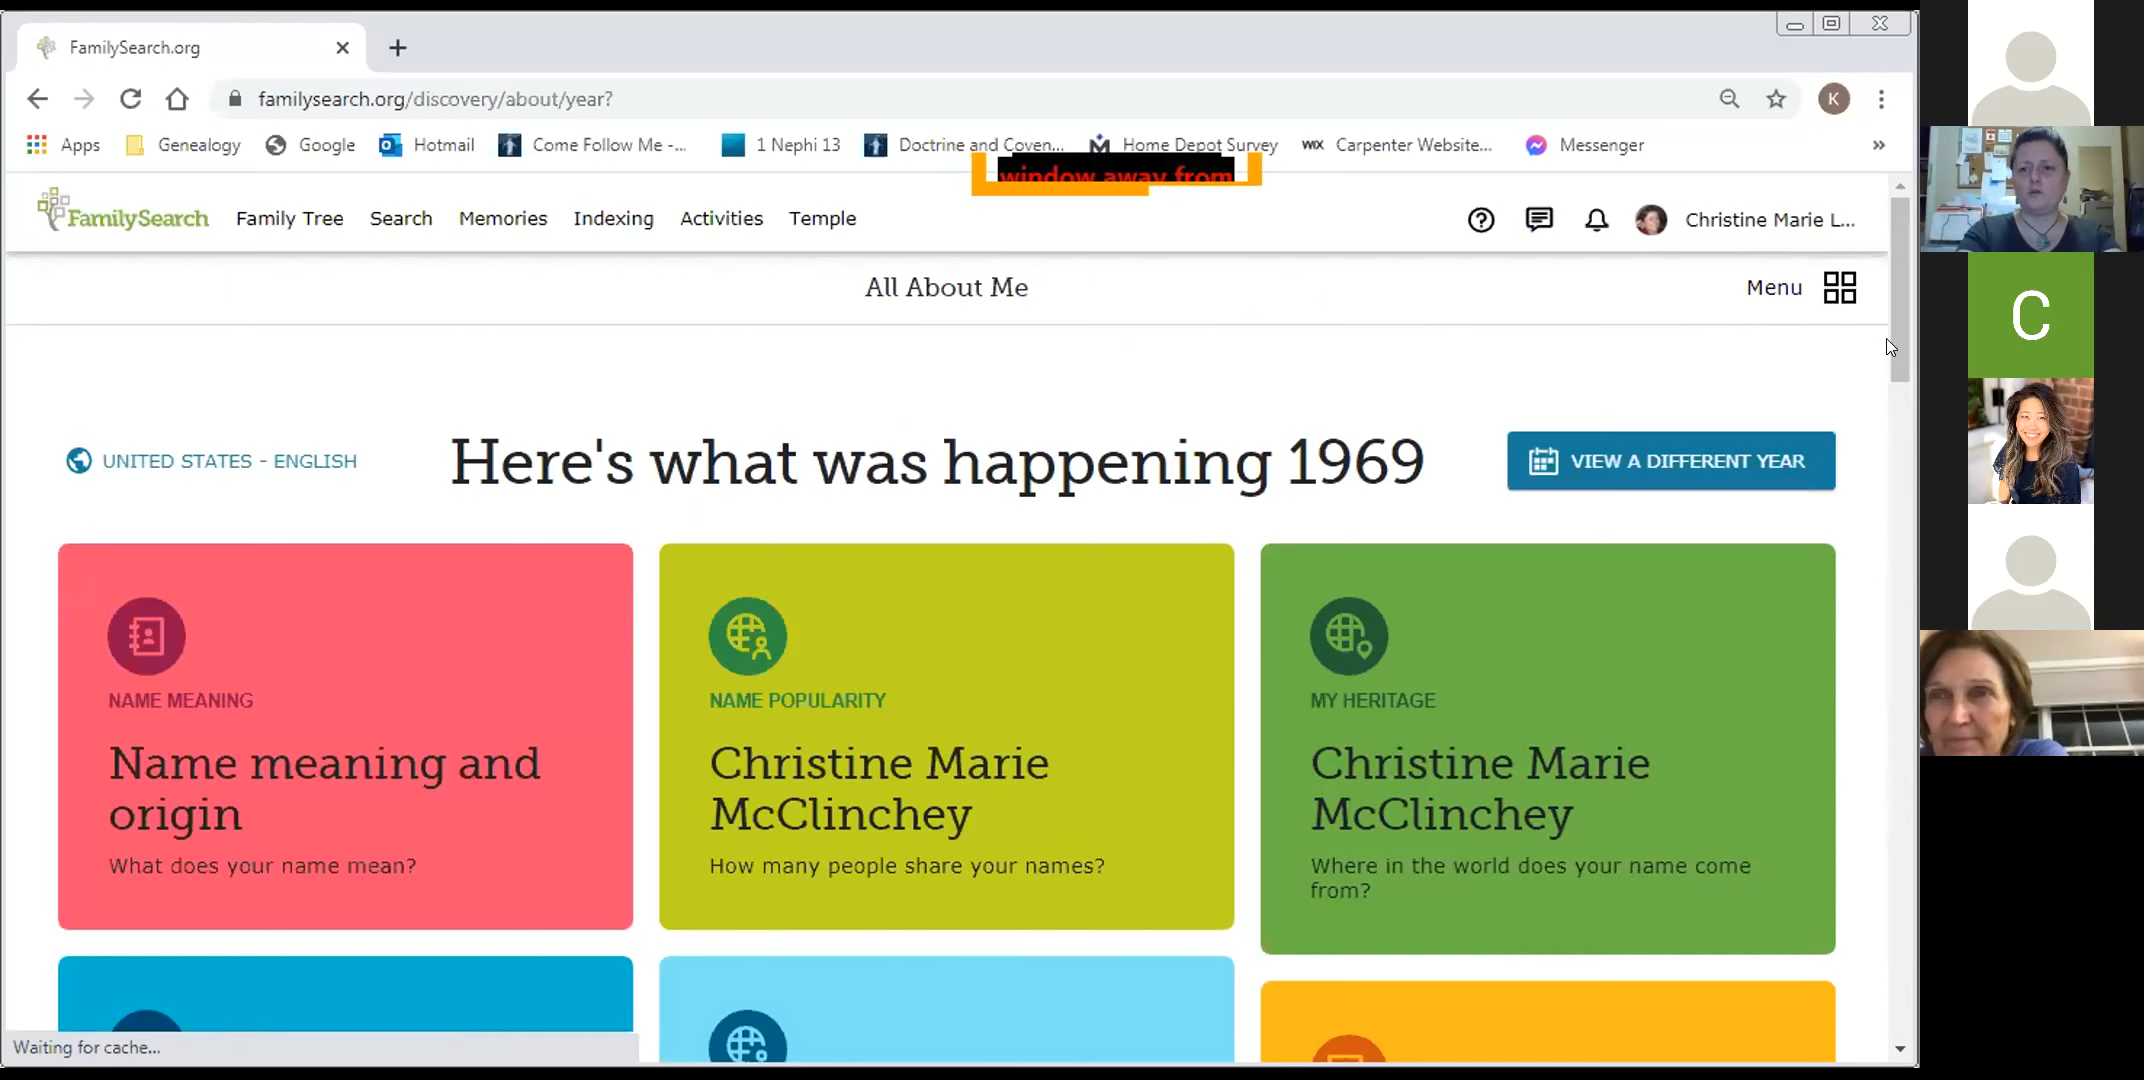 FamilySearch.org
familysearch.org/discovery/about/year?
K
Apps
Genealogy
Google
Hotmail
Come Follow Me -...
1 Nephi 13
Doctrine and Coven...
Home Depot Survey
WIX
Carpenter Website...
Messenger
»
window away from
FamilySearch
Family Tree
Search
Memories
Indexing
Activities
Temple
Christine Marie L...
All About Me
Menu
UNITED STATES - ENGLISH
Here's what was happening 1969
VIEW A DIFFERENT YEAR
NAME MEANING
Name meaning and
origin
What does your name mean?
NAME POPULARITY
Christine Marie
McClinchey
How many people share your names?
MY HERITAGE
Christine Marie
McClinchey
Where in the world does your name come
from?
Waiting for cache...
C